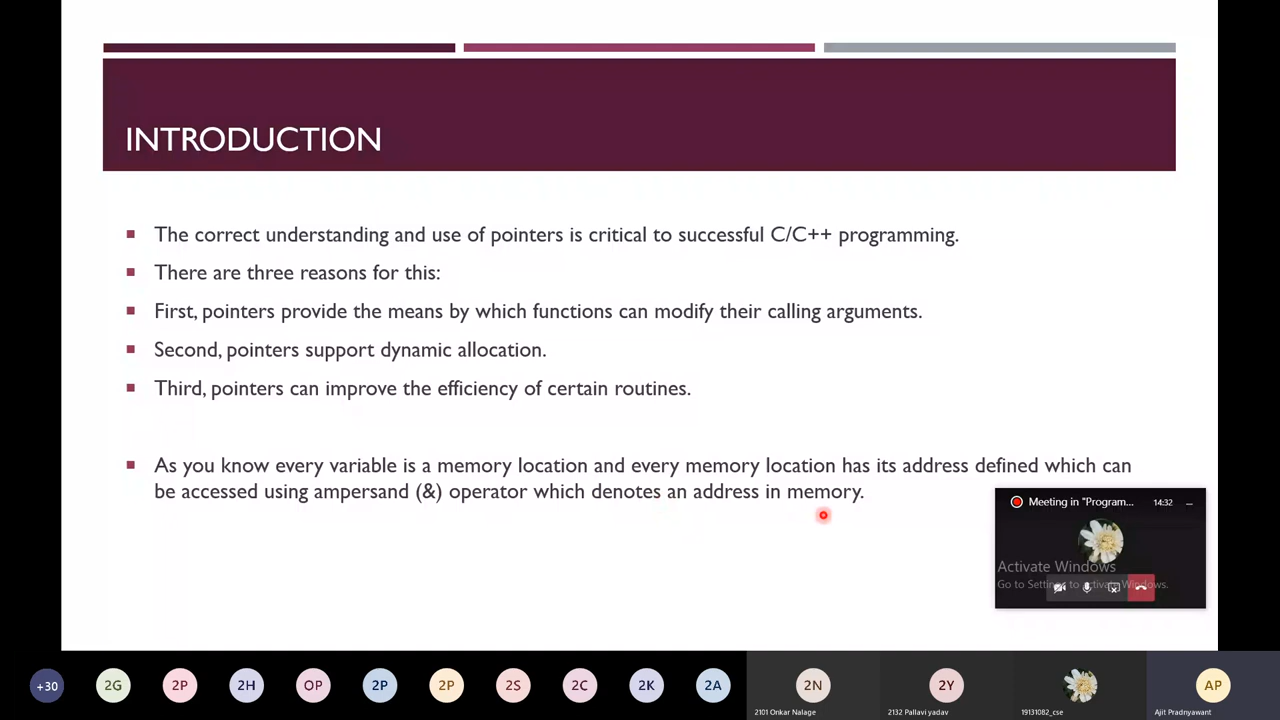 INTRODUCTION
The correct understanding and use of pointers is critical to successful C/C++ programming.
There are three reasons for this:
First, pointers provide the means by which functions can modify their calling arguments.
Second, pointers support dynamic allocation.
Third, pointers can improve the efficiency of certain routines.
As you know every variable is a memory location and every memory location has its address defined which can
be accessed using ampersand (&) operator which denotes an address in memory.
Meeting in "Program... 14:32
Activate Windows
Go to Settings to activate Windows.
+30 2G 2P 2H OP 2P 2P 2S 2C 2K 2A 2N 2Y AP
2101 Onkar Nalage 2132 Pallavi yadav 19131082_cse Ajit Pradnyawant